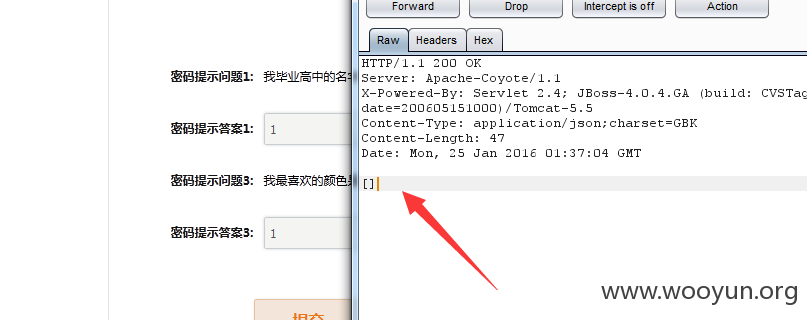 Forward Drop Intercept is off Action
Raw Headers Hex
HTTP/1.1 200 OK
Server: Apache-Coyote/1.1
X-Powered-By: Servlet 2.4; JBoss-4.0.4.GA (build: CVSTag
date=200605151000)/Tomcat-5.5
Content-Type: application/json;charset=GBK
Content-Length: 47
Date: Mon, 25 Jan 2016 01:37:04 GMT
[]
密码提示问题1: 我毕业高中的名
密码提示答案1: 1
密码提示问题3: 我最喜欢的颜色
密码提示答案3: 1
提交
www.wooyun.org